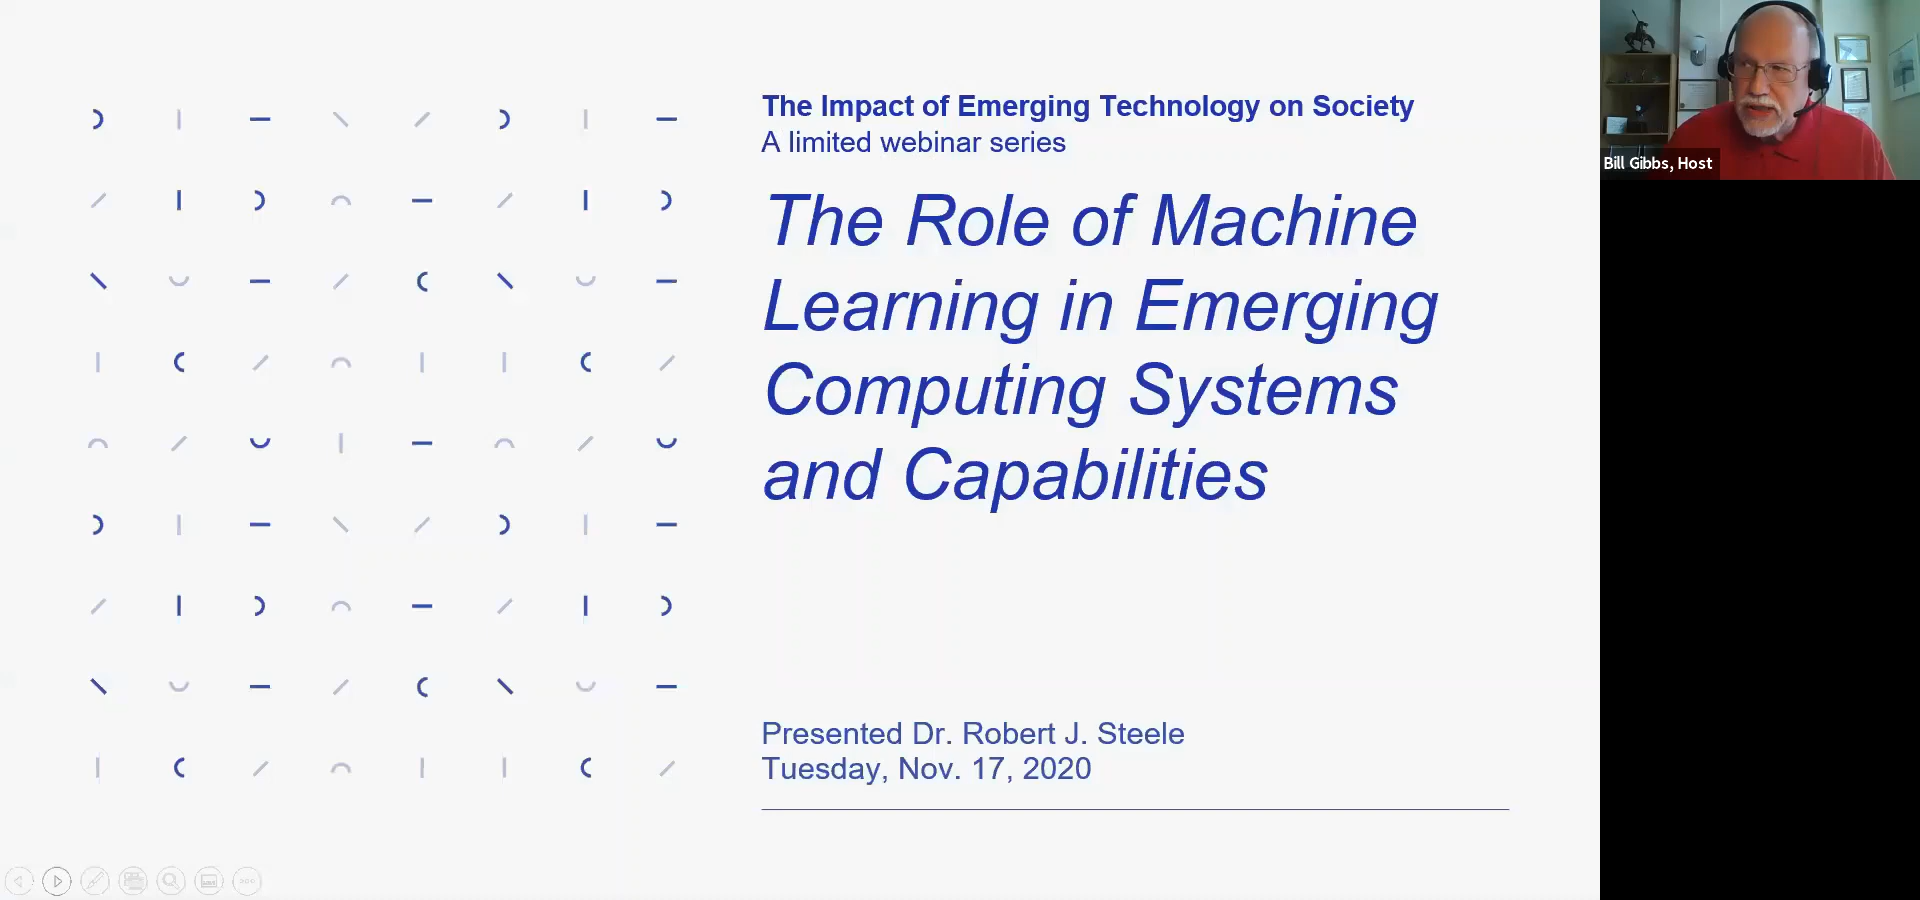 The Impact of Emerging Technology on Society
A limited webinar series
The Role of Machine
Learning in Emerging
Computing Systems
and Capabilities
Presented Dr. Robert J. Steele
Tuesday, Nov. 17, 2020
Bill Gibbs, Host